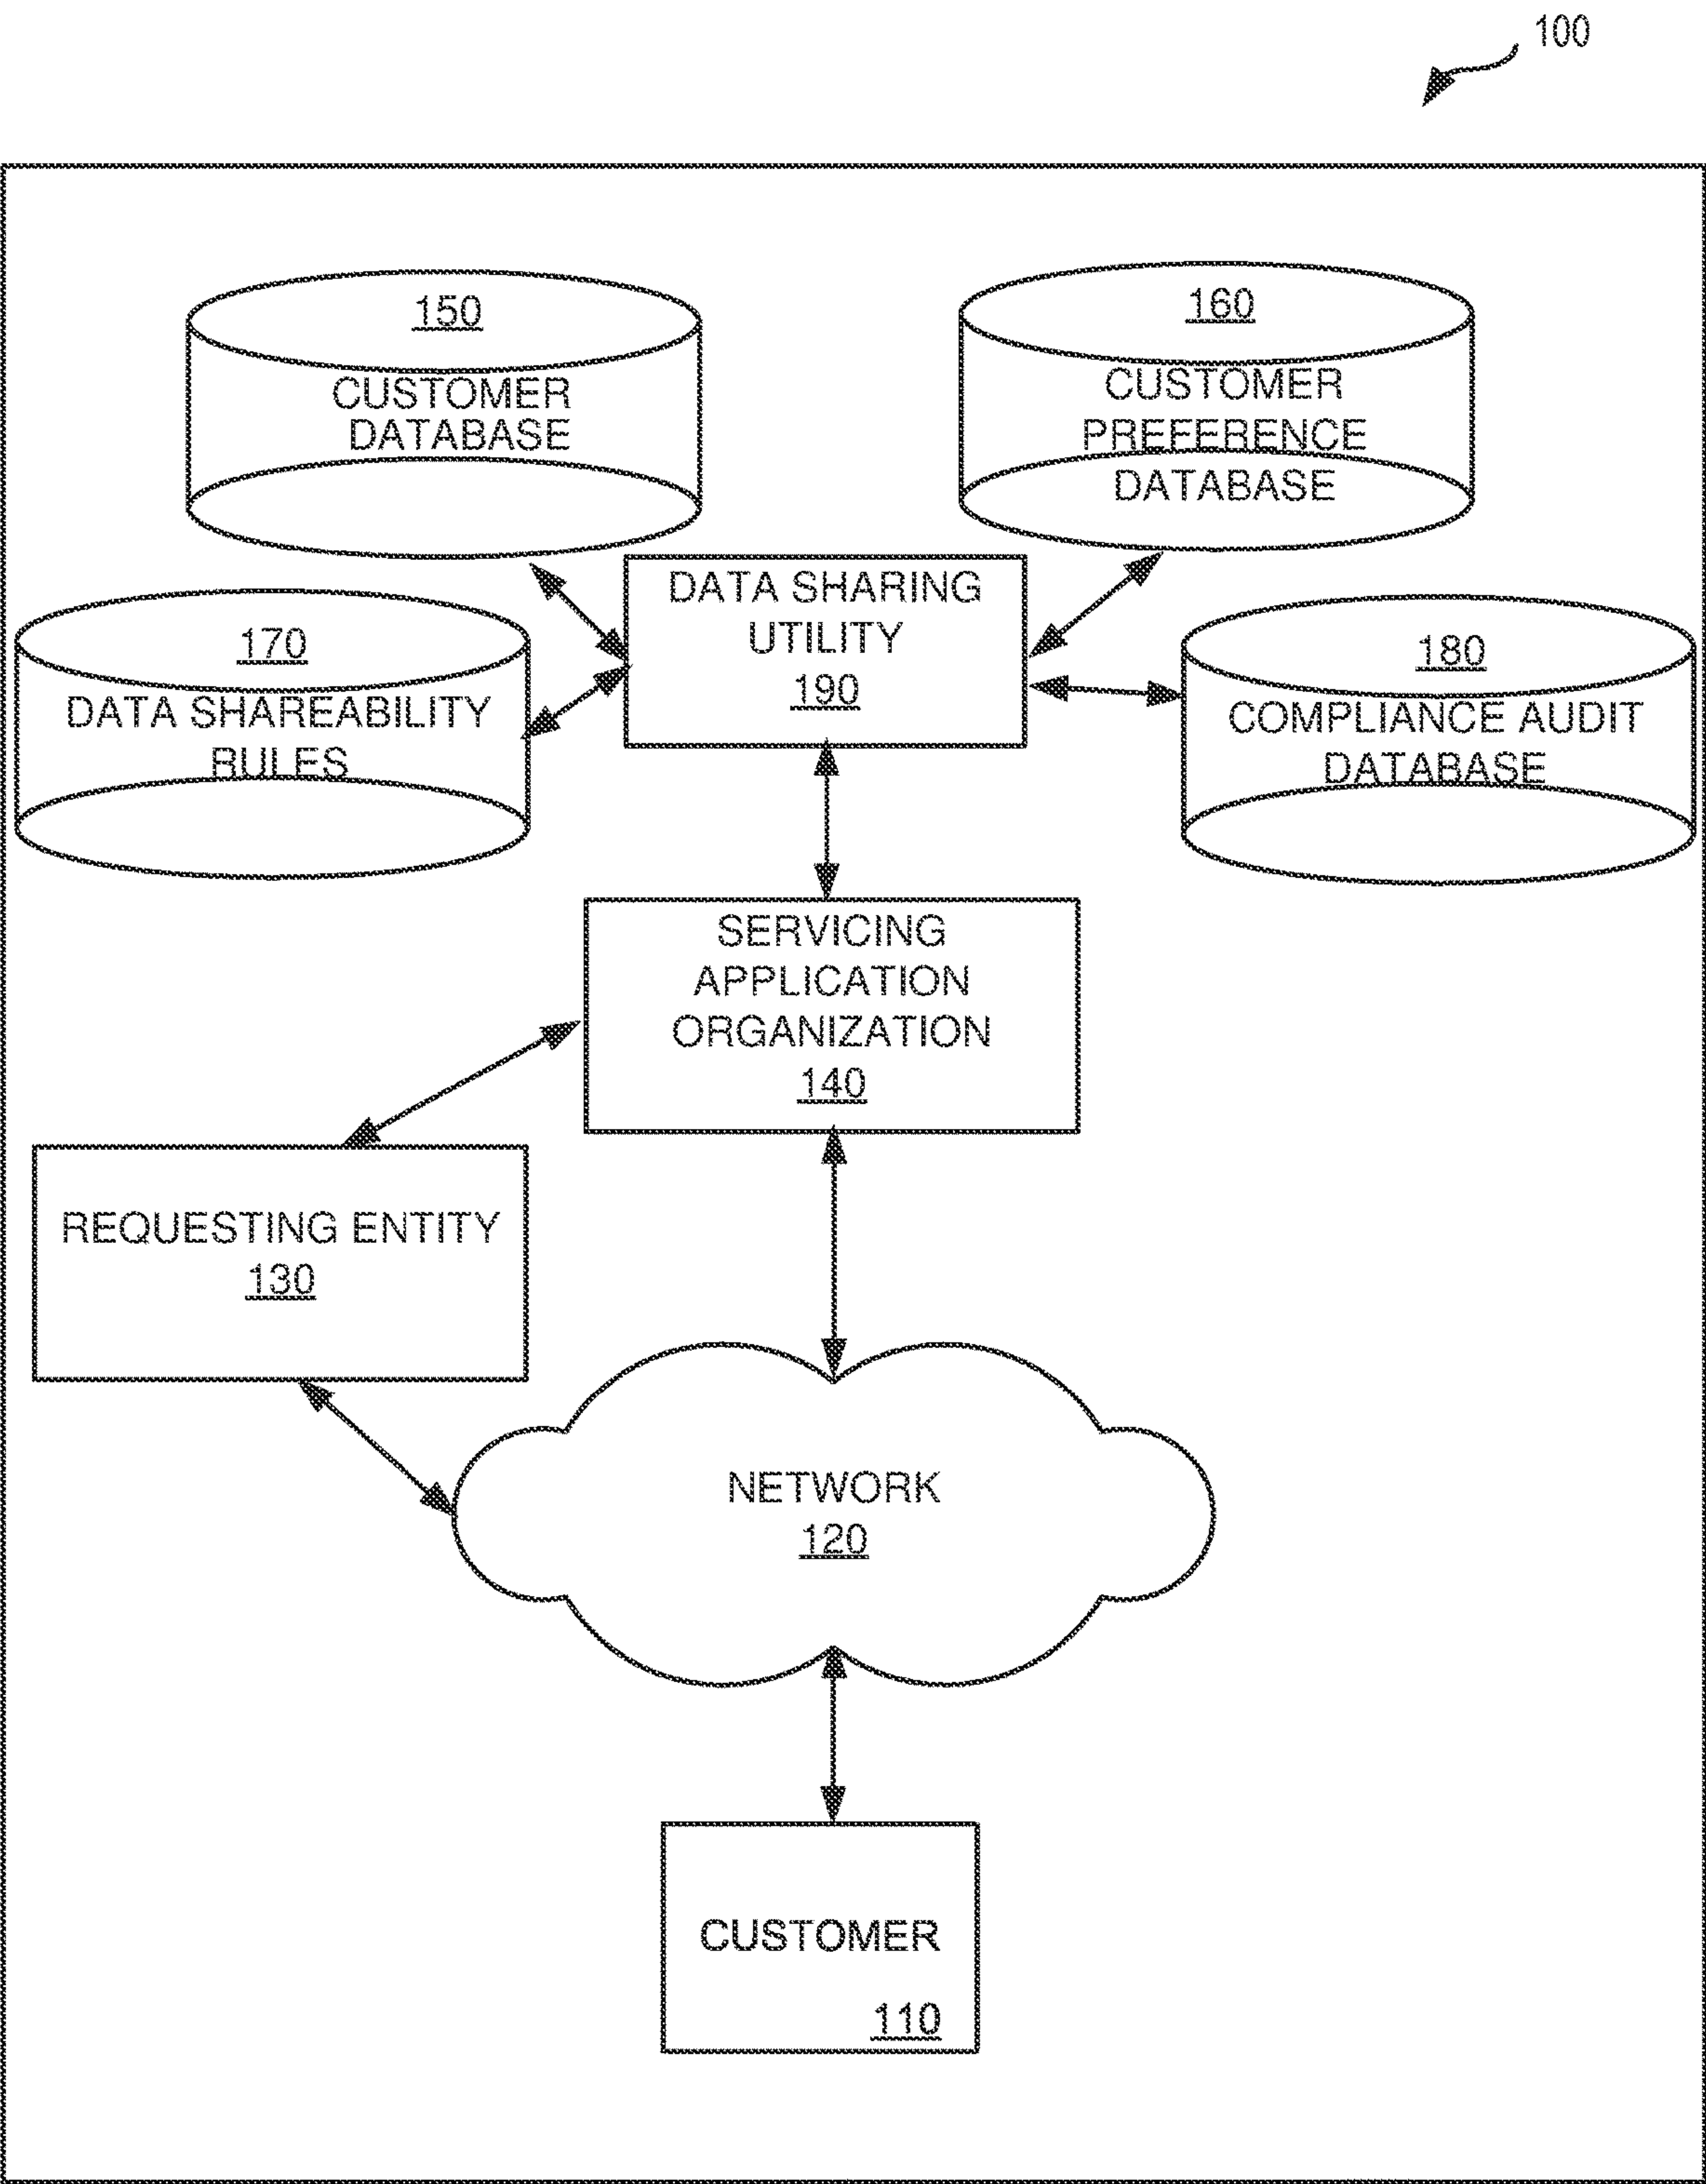 100
150
CUSTOMER
DATABASE
160
CUSTOMER
PREFERENCE
DATABASE
DATA SHARING
UTILITY
190
170
DATA SHAREABILITY
RULES
180
COMPLIANCE AUDIT
DATABASE
SERVICING
APPLICATION
ORGANIZATION
140
REQUESTING ENTITY
130
NETWORK
120
CUSTOMER
110